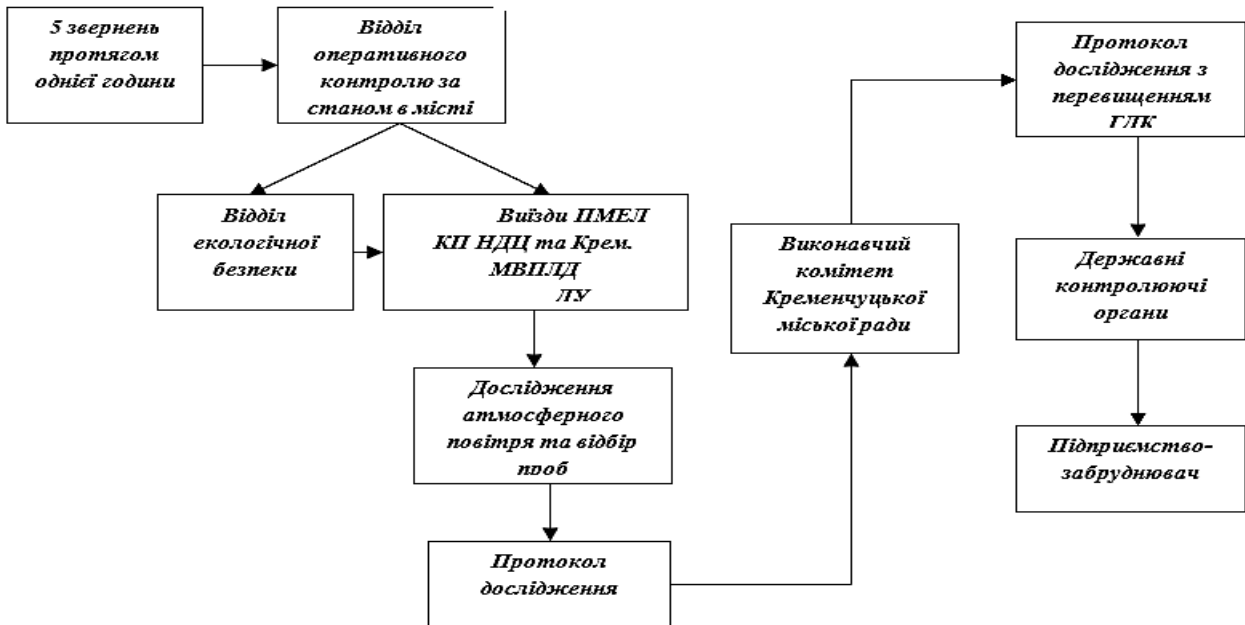 5 звернень
протягом
однієї години
Відділ
оперативного
контролю за
станом в місті
Відділ
екологічної
безпеки
Виїзди ПМЕЛ
КП НДЦ та Крем.
МВПЛД
ЛУ
Дослідження
атмосферного
повітря та відбір
проб
Протокол
дослідження
Виконавчий
комітет
Кременчуцької
міської ради
Протокол
дослідження з
перевищенням
ГДК
Державні
контролюючі
органи
Підприємство-
забруднювач